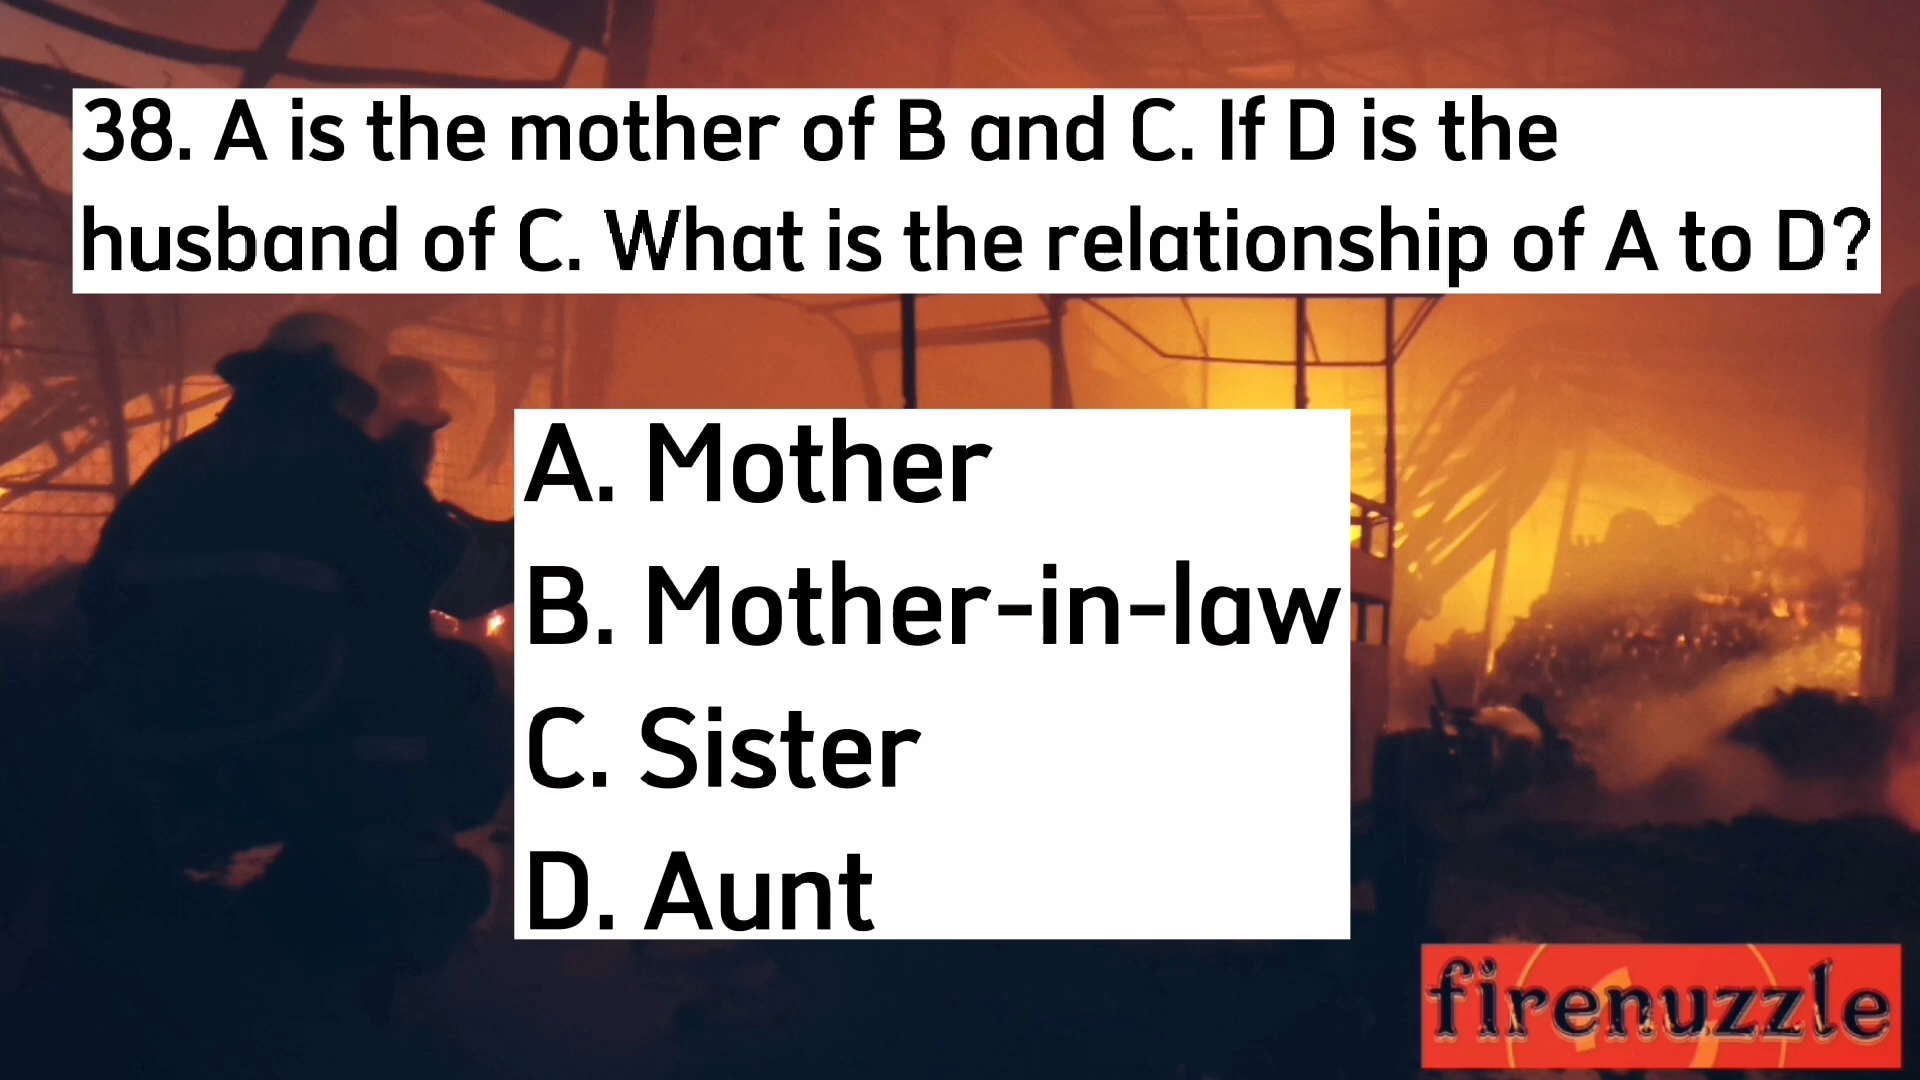 38. A is the mother of B and C. If D is the
husband of C. What is the relationship of A to D?
A. Mother
B. Mother-in-law
C. Sister
D. Aunt
firenuzzle